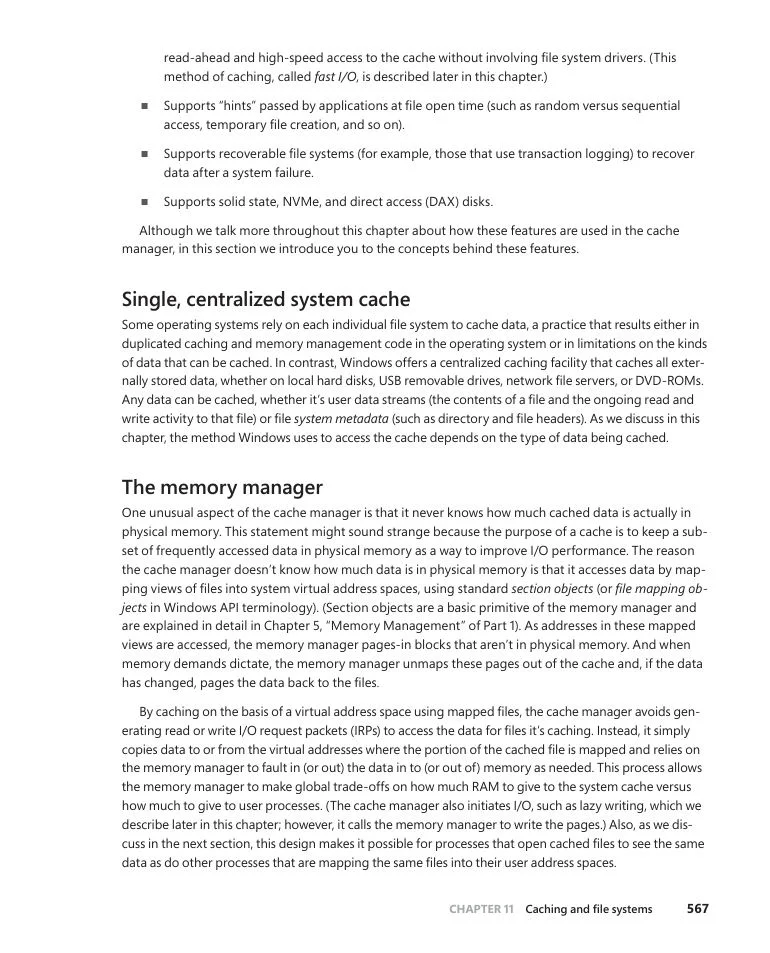 read-ahead and high-speed access to the cache without involving file system drivers. (This
method of caching, called fast I/O, is described later in this chapter.)
■ Supports “hints” passed by applications at file open time (such as random versus sequential
access, temporary file creation, and so on).
■ Supports recoverable file systems (for example, those that use transaction logging) to recover
data after a system failure.
■ Supports solid state, NVMe, and direct access (DAX) disks.
Although we talk more throughout this chapter about how these features are used in the cache
manager, in this section we introduce you to the concepts behind these features.
Single, centralized system cache
Some operating systems rely on each individual file system to cache data, a practice that results either in
duplicated caching and memory management code in the operating system or in limitations on the kinds
of data that can be cached. In contrast, Windows offers a centralized caching facility that caches all exter-
nally stored data, whether on local hard disks, USB removable drives, network file servers, or DVD-ROMs.
Any data can be cached, whether it’s user data streams (the contents of a file and the ongoing read and
write activity to that file) or file system metadata (such as directory and file headers). As we discuss in this
chapter, the method Windows uses to access the cache depends on the type of data being cached.
The memory manager
One unusual aspect of the cache manager is that it never knows how much cached data is actually in
physical memory. This statement might sound strange because the purpose of a cache is to keep a sub-
set of frequently accessed data in physical memory as a way to improve I/O performance. The reason
the cache manager doesn’t know how much data is in physical memory is that it accesses data by map-
ping views of files into system virtual address spaces, using standard section objects (or file mapping ob-
jects in Windows API terminology). (Section objects are a basic primitive of the memory manager and
are explained in detail in Chapter 5, “Memory Management” of Part 1). As addresses in these mapped
views are accessed, the memory manager pages-in blocks that aren’t in physical memory. And when
memory demands dictate, the memory manager unmaps these pages out of the cache and, if the data
has changed, pages the data back to the files.
By caching on the basis of a virtual address space using mapped files, the cache manager avoids gen-
erating read or write I/O request packets (IRPs) to access the data for files it’s caching. Instead, it simply
copies data to or from the virtual addresses where the portion of the cached file is mapped and relies on
the memory manager to fault in (or out) the data in to (or out of) memory as needed. This process allows
the memory manager to make global trade-offs on how much RAM to give to the system cache versus
how much to give to user processes. (The cache manager also initiates I/O, such as lazy writing, which we
describe later in this chapter; however, it calls the memory manager to write the pages.) Also, as we dis-
cuss in the next section, this design makes it possible for processes that open cached files to see the same
data as do other processes that are mapping the same files into their user address spaces.
CHAPTER 11 Caching and file systems 567